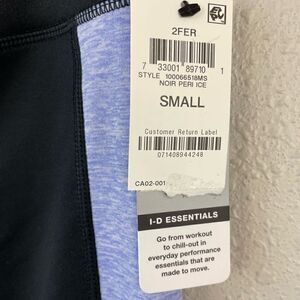 2FER
7 33001 89710 1
STYLE 100066518MS
NOIR PERI ICE
SMALL
Customer Return Label
071408944248
CA02-001
I-D ESSENTIALS
Go from workout
to chill-out in
everyday performance
essentials that are
made to move.